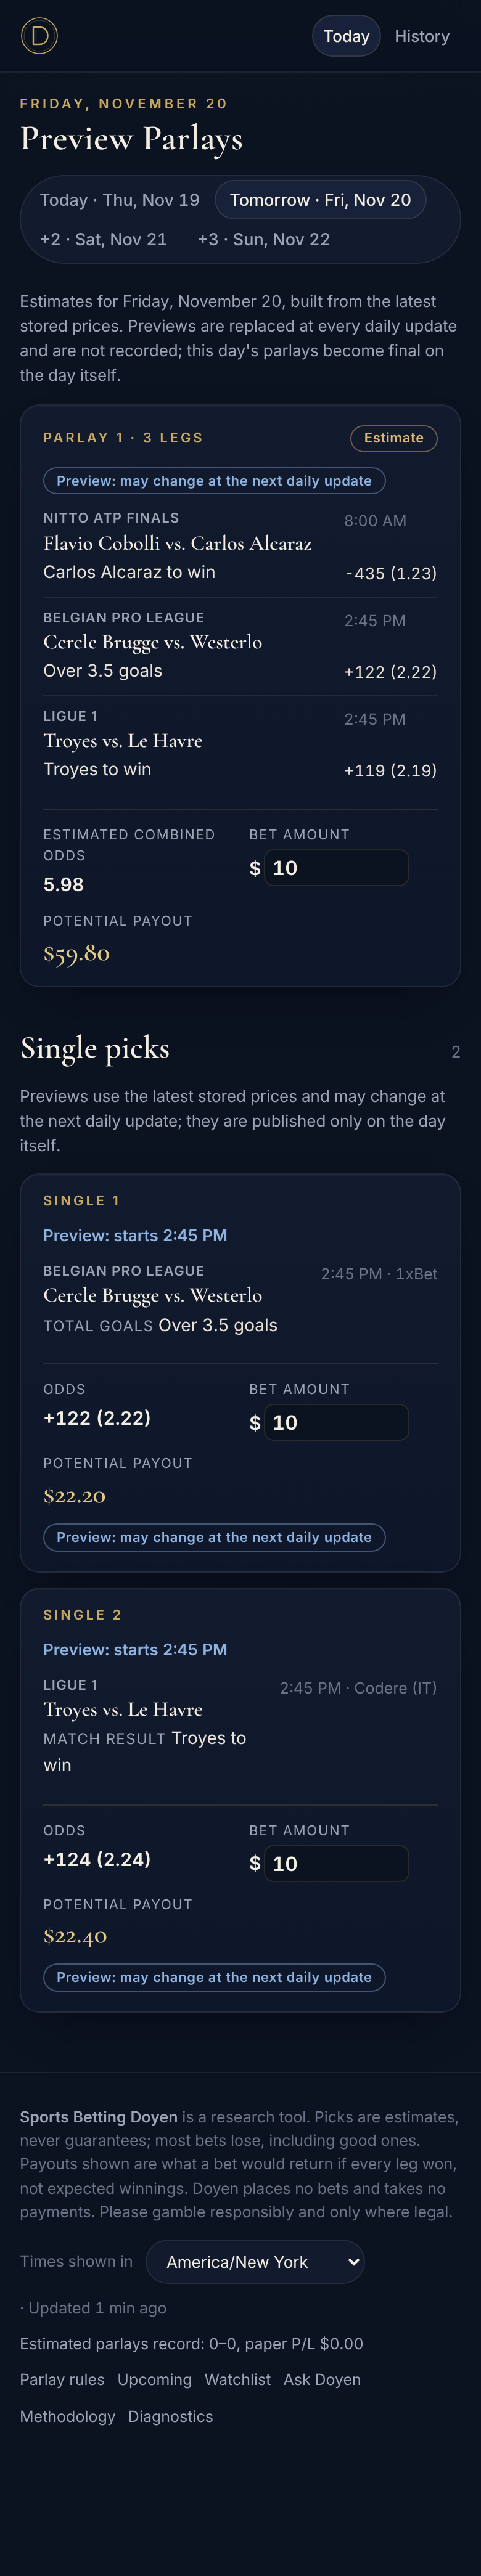 D
Today History
FRIDAY, NOVEMBER 20
Preview Parlays
Today · Thu, Nov 19 Tomorrow · Fri, Nov 20
+2 · Sat, Nov 21 +3 · Sun, Nov 22
Estimates for Friday, November 20, built from the latest
stored prices. Previews are replaced at every daily update
and are not recorded; this day's parlays become final on
the day itself.
PARLAY 1 · 3 LEGS Estimate
Preview: may change at the next daily update
NITTO ATP FINALS 8:00 AM
Flavio Cobolli vs. Carlos Alcaraz
Carlos Alcaraz to win -435 (1.23)
BELGIAN PRO LEAGUE 2:45 PM
Cercle Brugge vs. Westerlo
Over 3.5 goals +122 (2.22)
LIGUE 1 2:45 PM
Troyes vs. Le Havre
Troyes to win +119 (2.19)
ESTIMATED COMBINED
ODDS
5.98
BET AMOUNT
$ 10
POTENTIAL PAYOUT
$59.80
Single picks 2
Previews use the latest stored prices and may change at
the next daily update; they are published only on the day
itself.
SINGLE 1
Preview: starts 2:45 PM
BELGIAN PRO LEAGUE 2:45 PM · 1xBet
Cercle Brugge vs. Westerlo
TOTAL GOALS Over 3.5 goals
ODDS BET AMOUNT
+122 (2.22) $ 10
POTENTIAL PAYOUT
$22.20
Preview: may change at the next daily update
SINGLE 2
Preview: starts 2:45 PM
LIGUE 1 2:45 PM · Codere (IT)
Troyes vs. Le Havre
MATCH RESULT Troyes to
win
ODDS BET AMOUNT
+124 (2.24) $ 10
POTENTIAL PAYOUT
$22.40
Preview: may change at the next daily update
Sports Betting Doyen is a research tool. Picks are estimates,
never guarantees; most bets lose, including good ones.
Payouts shown are what a bet would return if every leg won,
not expected winnings. Doyen places no bets and takes no
payments. Please gamble responsibly and only where legal.
Times shown in America/New York
· Updated 1 min ago
Estimated parlays record: 0–0, paper P/L $0.00
Parlay rules Upcoming Watchlist Ask Doyen
Methodology Diagnostics